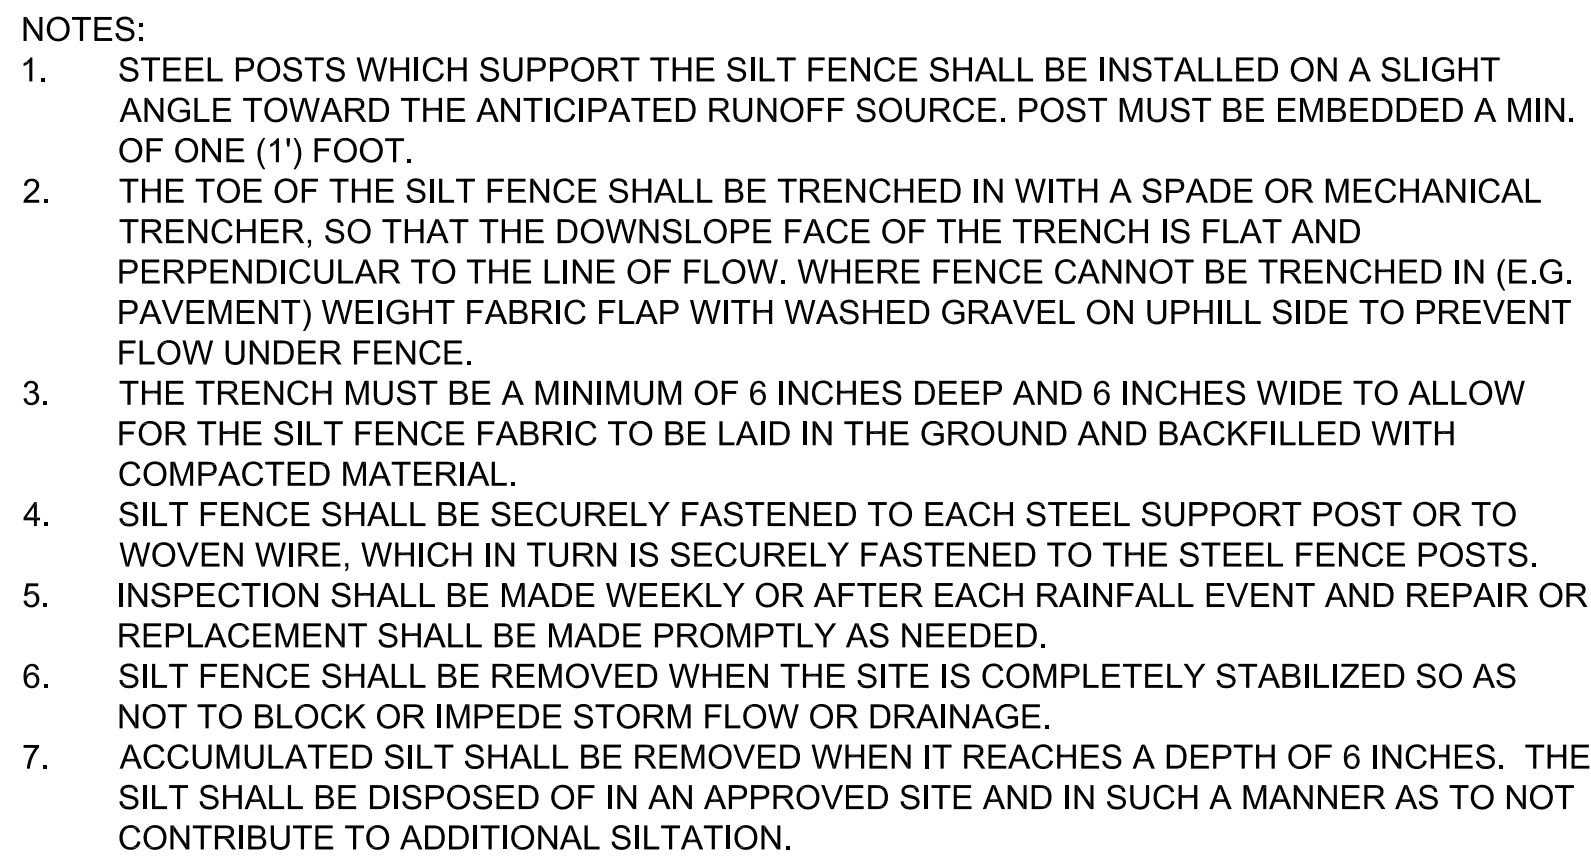 NOTES:
1. STEEL POSTS WHICH SUPPORT THE SILT FENCE SHALL BE INSTALLED ON A SLIGHT
ANGLE TOWARD THE ANTICIPATED RUNOFF SOURCE. POST MUST BE EMBEDDED A MIN.
OF ONE (1') FOOT.
2. THE TOE OF THE SILT FENCE SHALL BE TRENCHED IN WITH A SPADE OR MECHANICAL
TRENCHER, SO THAT THE DOWNSLOPE FACE OF THE TRENCH IS FLAT AND
PERPENDICULAR TO THE LINE OF FLOW. WHERE FENCE CANNOT BE TRENCHED IN (E.G.
PAVEMENT) WEIGHT FABRIC FLAP WITH WASHED GRAVEL ON UPHILL SIDE TO PREVENT
FLOW UNDER FENCE.
3. THE TRENCH MUST BE A MINIMUM OF 6 INCHES DEEP AND 6 INCHES WIDE TO ALLOW
FOR THE SILT FENCE FABRIC TO BE LAID IN THE GROUND AND BACKFILLED WITH
COMPACTED MATERIAL.
4. SILT FENCE SHALL BE SECURELY FASTENED TO EACH STEEL SUPPORT POST OR TO
WOVEN WIRE, WHICH IN TURN IS SECURELY FASTENED TO THE STEEL FENCE POSTS.
5. INSPECTION SHALL BE MADE WEEKLY OR AFTER EACH RAINFALL EVENT AND REPAIR OR
REPLACEMENT SHALL BE MADE PROMPTLY AS NEEDED.
6. SILT FENCE SHALL BE REMOVED WHEN THE SITE IS COMPLETELY STABILIZED SO AS
NOT TO BLOCK OR IMPEDE STORM FLOW OR DRAINAGE.
7. ACCUMULATED SILT SHALL BE REMOVED WHEN IT REACHES A DEPTH OF 6 INCHES. THE
SILT SHALL BE DISPOSED OF IN AN APPROVED SITE AND IN SUCH A MANNER AS TO NOT
CONTRIBUTE TO ADDITIONAL SILTATION.